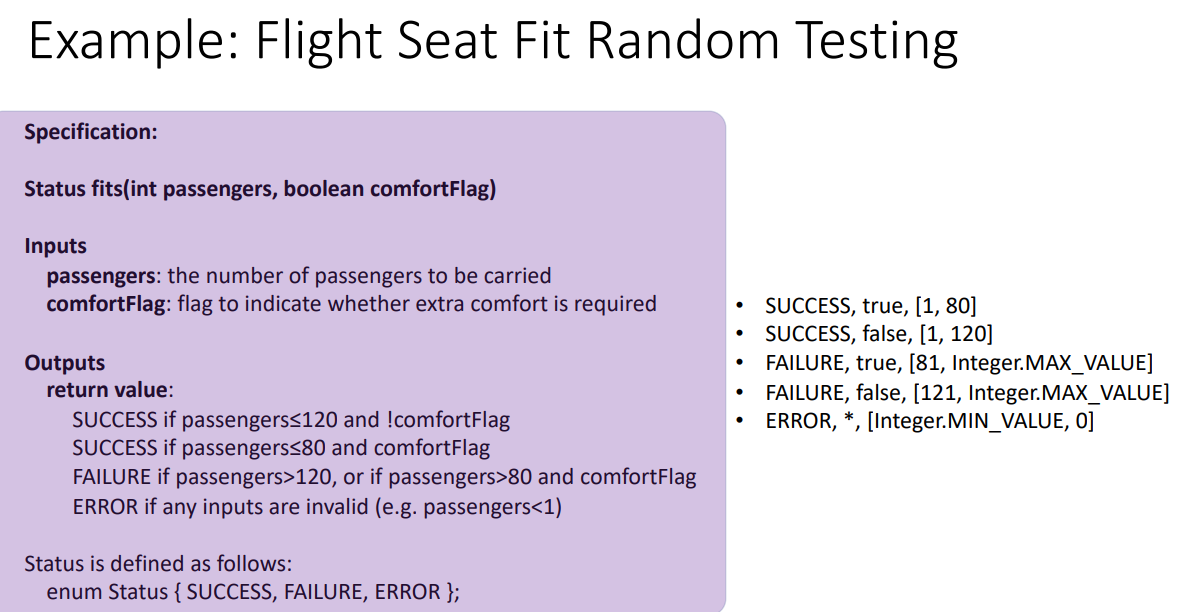 Example: Flight Seat Fit Random Testing
Specification:
Status fits(int passengers, boolean comfortFlag)
Inputs
passengers: the number of passengers to be carried
comfortFlag: flag to indicate whether extra comfort is required
Outputs
return value:
SUCCESS if passengers≤120 and !comfortFlag
SUCCESS if passengers≤80 and comfortFlag
FAILURE if passengers>120, or if passengers>80 and comfortFlag
ERROR if any inputs are invalid (e.g. passengers<1)
Status is defined as follows:
enum Status { SUCCESS, FAILURE, ERROR };
• SUCCESS, true, [1, 80]
• SUCCESS, false, [1, 120]
• FAILURE, true, [81, Integer.MAX_VALUE]
• FAILURE, false, [121, Integer.MAX_VALUE]
• ERROR, *, [Integer.MIN_VALUE, 0]